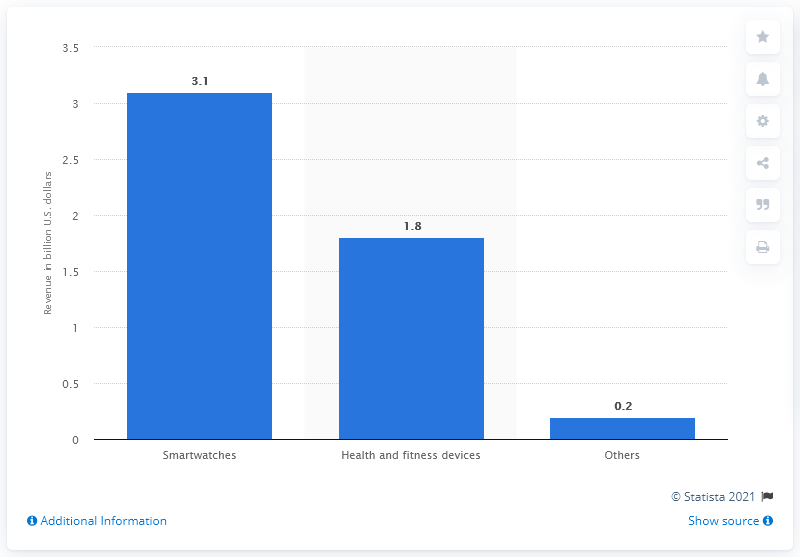 3.5
3
2.5
2
1.5
1
0.5
0
Revenue in billion U.S. dollars
3.1
1.8
0.2
Smartwatches
Health and fitness devices
Others
© Statista 2021
Additional Information
Show source